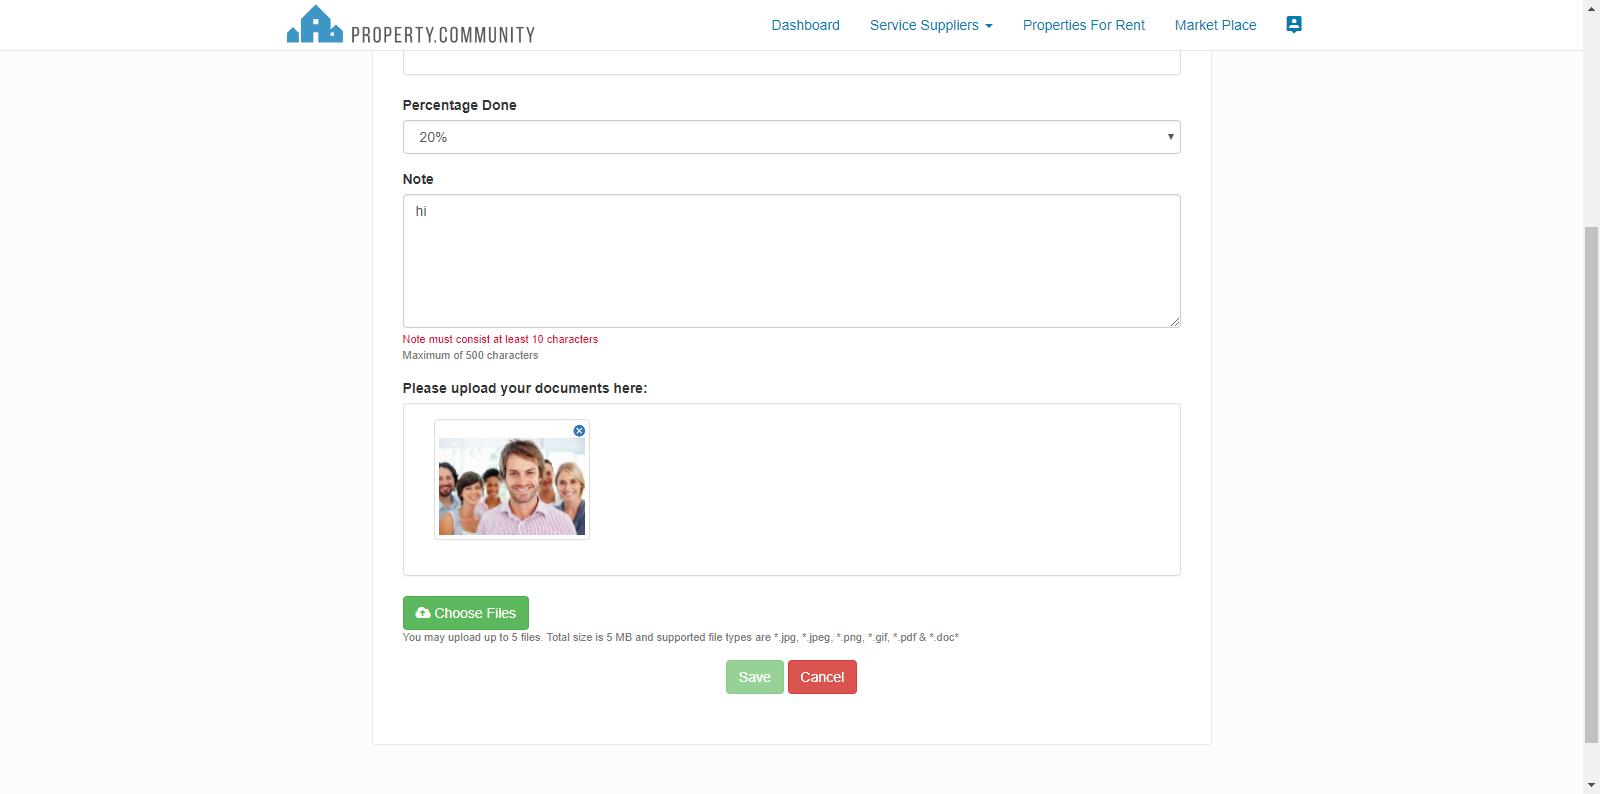 PROPERTY.COMMUNITY
Dashboard Service Suppliers Properties For Rent Market Place
Percentage Done
20%
Note
hi
Note must consist at least 10 characters
Maximum of 500 characters
Please upload your documents here:
Choose Files
You may upload up to 5 files. Total size is 5 MB and supported file types are *.jpg, *.jpeg, *.png, *.gif, *.pdf & *.doc*
Save Cancel